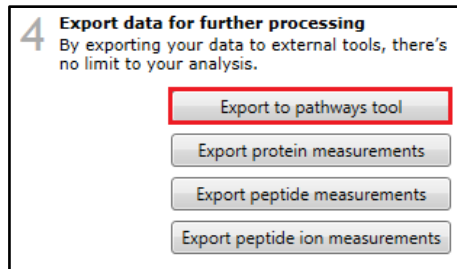 4 Export data for further processing
By exporting your data to external tools, there's
no limit to your analysis.
Export to pathways tool
Export protein measurements
Export peptide measurements
Export peptide ion measurements